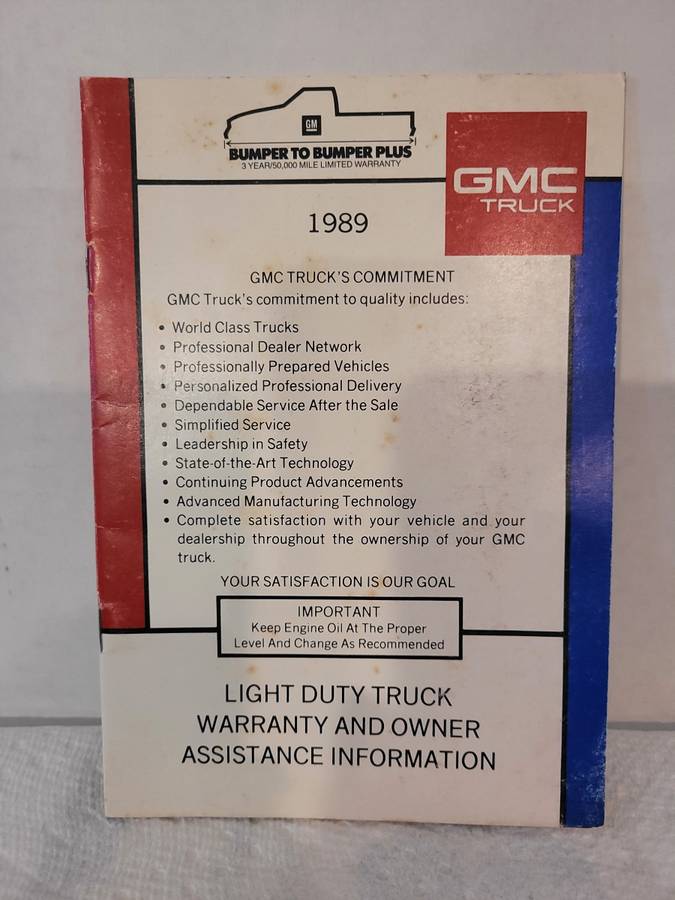 GM
BUMPER TO BUMPER PLUS
3 YEAR/50,000 MILE LIMITED WARRANTY
GMC
TRUCK
1989
GMC TRUCK'S COMMITMENT
GMC Truck's commitment to quality includes:
• World Class Trucks
• Professional Dealer Network
• Professionally Prepared Vehicles
• Personalized Professional Delivery
• Dependable Service After the Sale
• Simplified Service
• Leadership in Safety
• State-of-the-Art Technology
• Continuing Product Advancements
• Advanced Manufacturing Technology
• Complete satisfaction with your vehicle and your
dealership throughout the ownership of your GMC
truck.
YOUR SATISFACTION IS OUR GOAL
IMPORTANT
Keep Engine Oil At The Proper
Level And Change As Recommended
LIGHT DUTY TRUCK
WARRANTY AND OWNER
ASSISTANCE INFORMATION